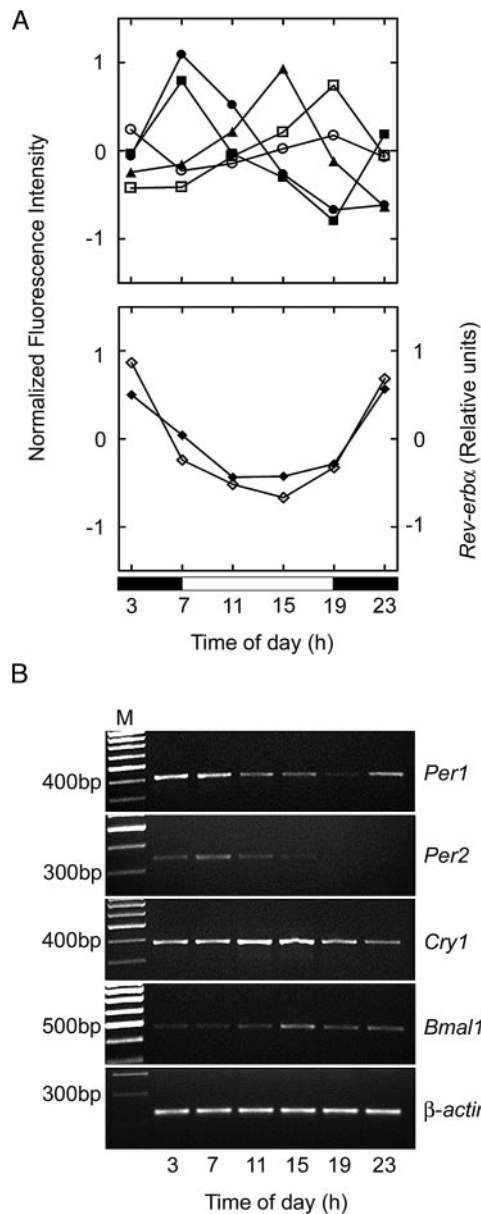 A
Normalized Fluorescence Intensity
1
0
-1
1
0
-1
1
0
-1
Rev-erbα (Relative units)
3 7 11 15 19 23
Time of day (h)
B
M
400bp
Per1
300bp
Per2
400bp
Cry1
500bp
Bmal1
300bp
β-actin
3 7 11 15 19 23
Time of day (h)